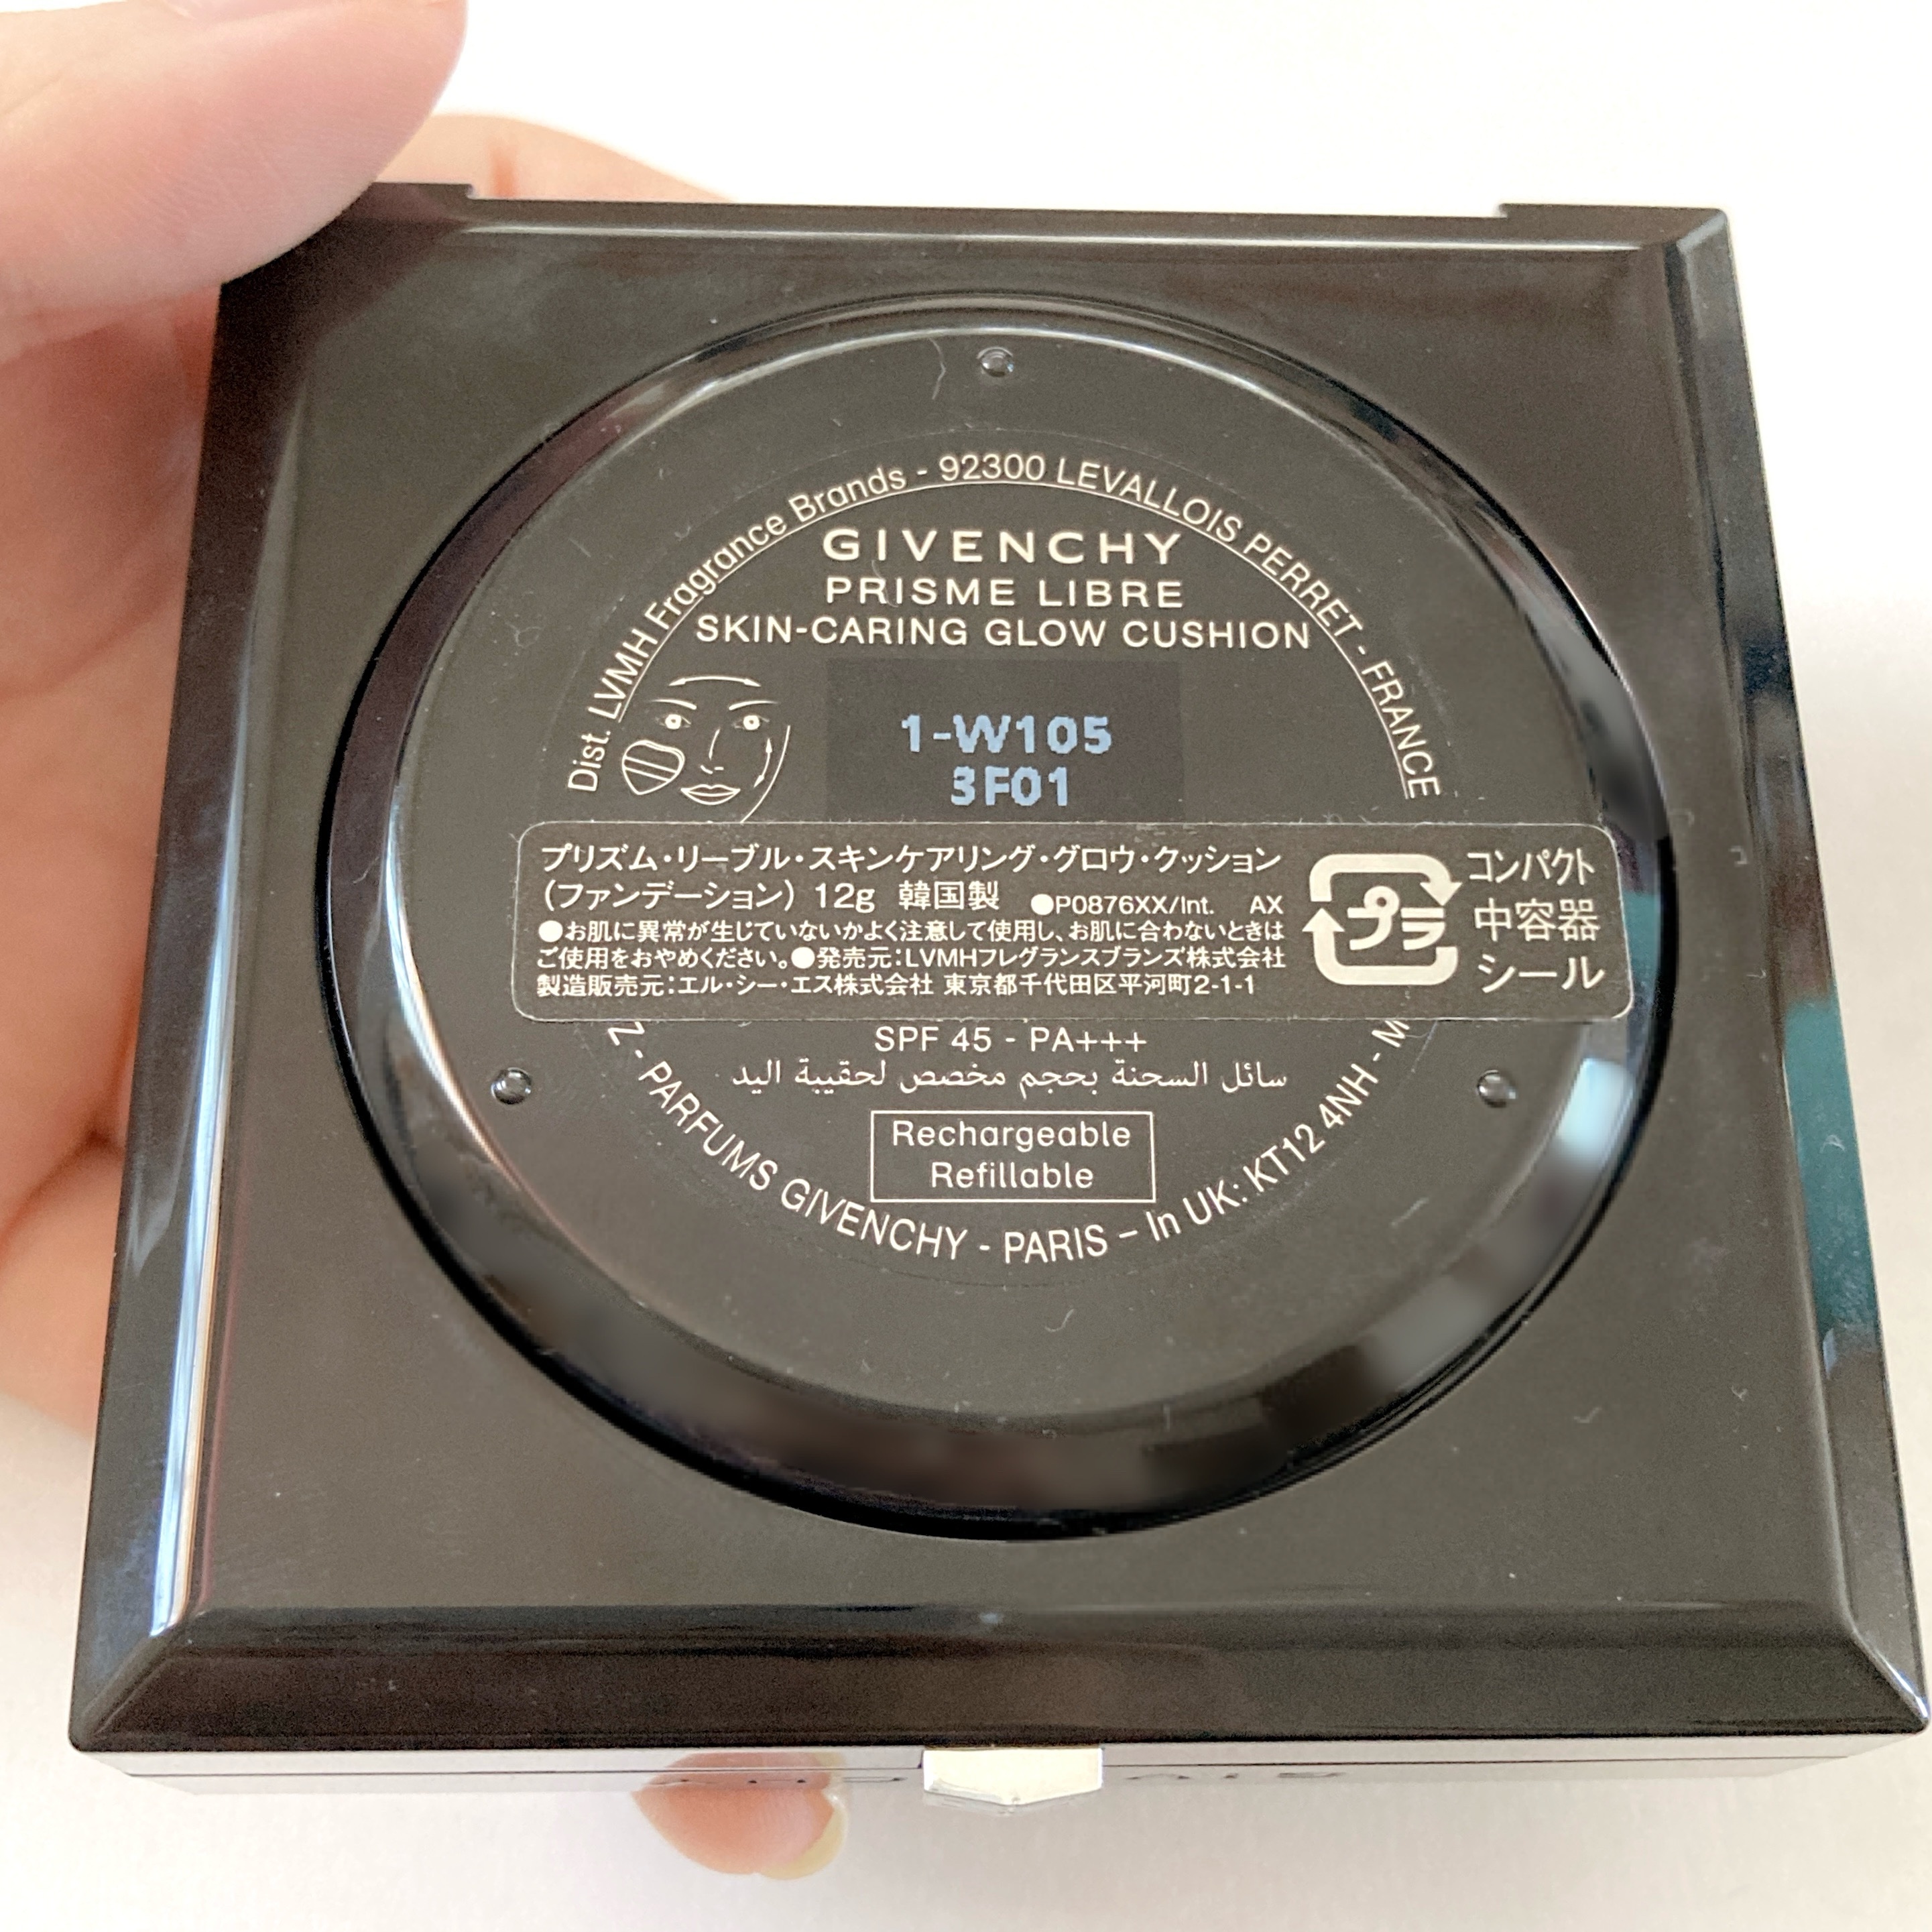 Dist. LVMH Fragrance Brands - 92300 LEVALLOIS PERRET - FRANCE
GIVENCHY
PRISME LIBRE
SKIN-CARING GLOW CUSHION
1-W105
3F01
プリズム・リーブル・スキンケアリング・グロウ・クッション
(ファンデーション) 12g 韓国製 ●P0876XX/Int. AX
●お肌に異常が生じていないかよく注意して使用し、お肌に合わないときは
ご使用をおやめください。●発売元:LVMHフレグランスブランズ株式会社
製造販売元:エル・シー・エス株式会社 東京都千代田区平河町2-1-1
プラ
コンパクト
中容器
シール
SPF 45 - PA+++
سائل السحنة بحجم مخصص لحقيبة اليد
Rechargeable
Refillable
Z - PARFUMS GIVENCHY - PARIS – In UK: KT12 4NH - M